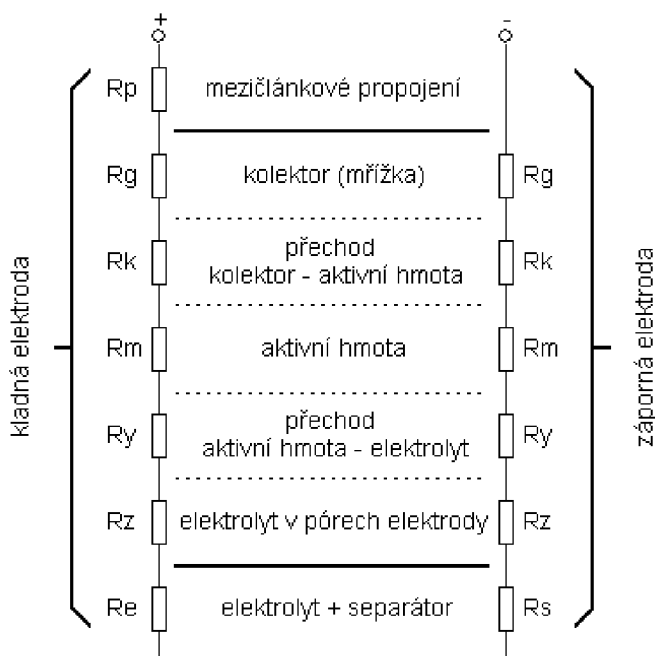 + -
Rp mezičlánkové propojení
Rg kolektor (mřížka) Rg
přechod
Rk kolektor - aktivní hmota Rk
Rm aktivní hmota Rm
přechod
Ry aktivní hmota - elektrolyt Ry
Rz elektrolyt v pórech elektrody Rz
Re elektrolyt + separátor Rs
kladná elektroda
záporná elektroda